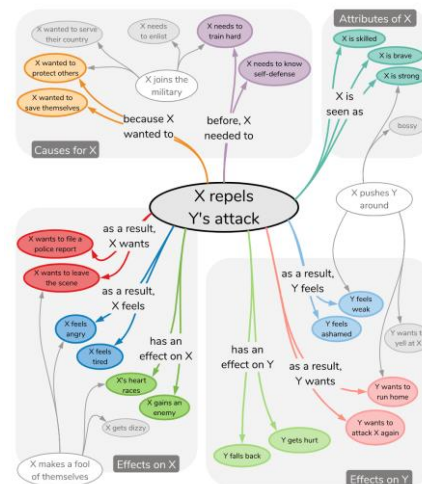 X wanted to serve
their country
X needs
to enlist
X needs to
train hard
Attributes of X
X is skilled
X is brave
X is strong
X wanted to
protect others
X joins the
military
X needs to know
self-defense
X wanted to
save themselves
because X
wanted to
before, X
needed to
X is
seen as
bossy
Causes for X
X repels
Y's attack
X pushes Y
around
as a result,
X wants
X wants to file a
police report
X wants to leave
the scene
as a result,
X feels
X feels
angry
X feels
tired
has an
effect on X
X's heart
races
X gains an
enemy
X gets dizzy
X makes a fool
of themselves
Effects on X
as a result,
Y feels
Y feels
weak
Y feels
ashamed
Y wants to
yell at X
has an
effect on Y
as a result,
Y wants
Y wants to
run home
Y wants to
attack X again
Y gets hurt
Y falls back
Effects on Y